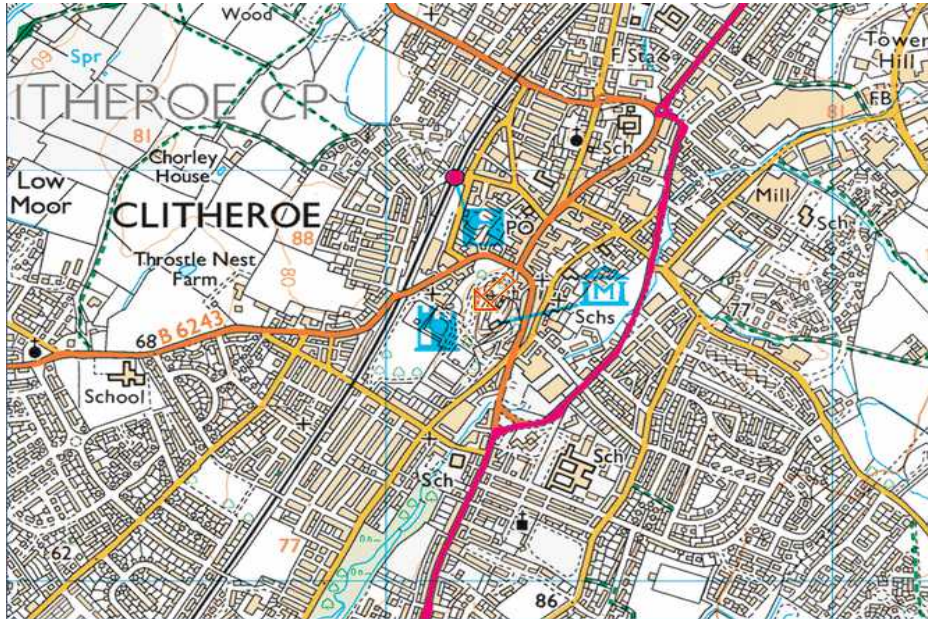 Wood
60
F Sta
Tower
Hill
Spr
ITHEROE CP
FB
81
81
Sch
Chorley
House
Low
Moor
CLITHEROE
Mill
Sch
PO
88
Throstle Nest
Farm
80
M
Schs
77
68
B 6243
School
Sch
Sch
62
77
86